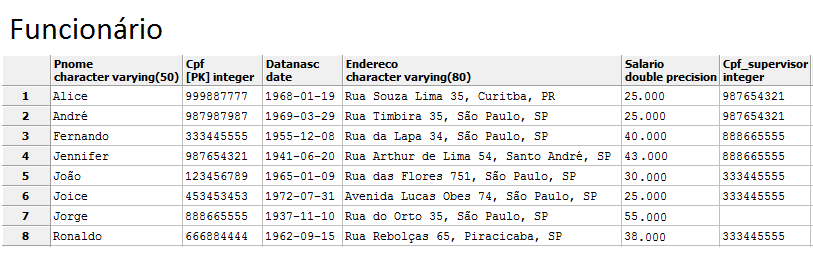 Funcionário
Pnome Cpf Datanasc Endereco Salario Cpf_supervisor
character varying(50) [PK] integer date character varying(80) double precision integer
1 Alice 999887777 1968-01-19 Rua Souza Lima 35, Curitba, PR 25.000 987654321
2 André 987987987 1969-03-29 Rua Timbira 35, São Paulo, SP 25.000 987654321
3 Fernando 333445555 1955-12-08 Rua da Lapa 34, São Paulo, SP 40.000 888665555
4 Jennifer 987654321 1941-06-20 Rua Arthur de Lima 54, Santo André, SP 43.000 888665555
5 João 123456789 1965-01-09 Rua das Flores 751, São Paulo, SP 30.000 333445555
6 Joice 453453453 1972-07-31 Avenida Lucas Obes 74, São Paulo, SP 25.000 333445555
7 Jorge 888665555 1937-11-10 Rua do Orto 35, São Paulo, SP 55.000
8 Ronaldo 666884444 1962-09-15 Rua Rebolças 65, Piracicaba, SP 38.000 333445555